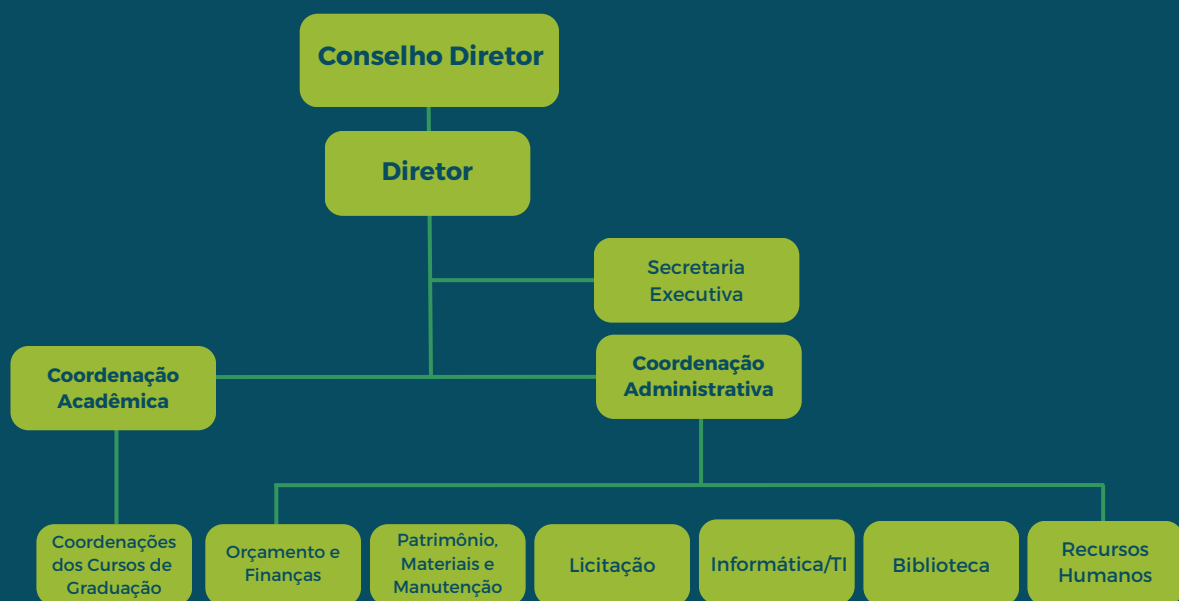 Conselho Diretor
Diretor
Secretaria
Executiva
Coordenação
Acadêmica
Coordenação
Administrativa
Coordenações
dos Cursos de
Graduação
Orçamento e
Finanças
Patrimônio,
Materiais e
Manutenção
Licitação
Informática/TI
Biblioteca
Recursos
Humanos